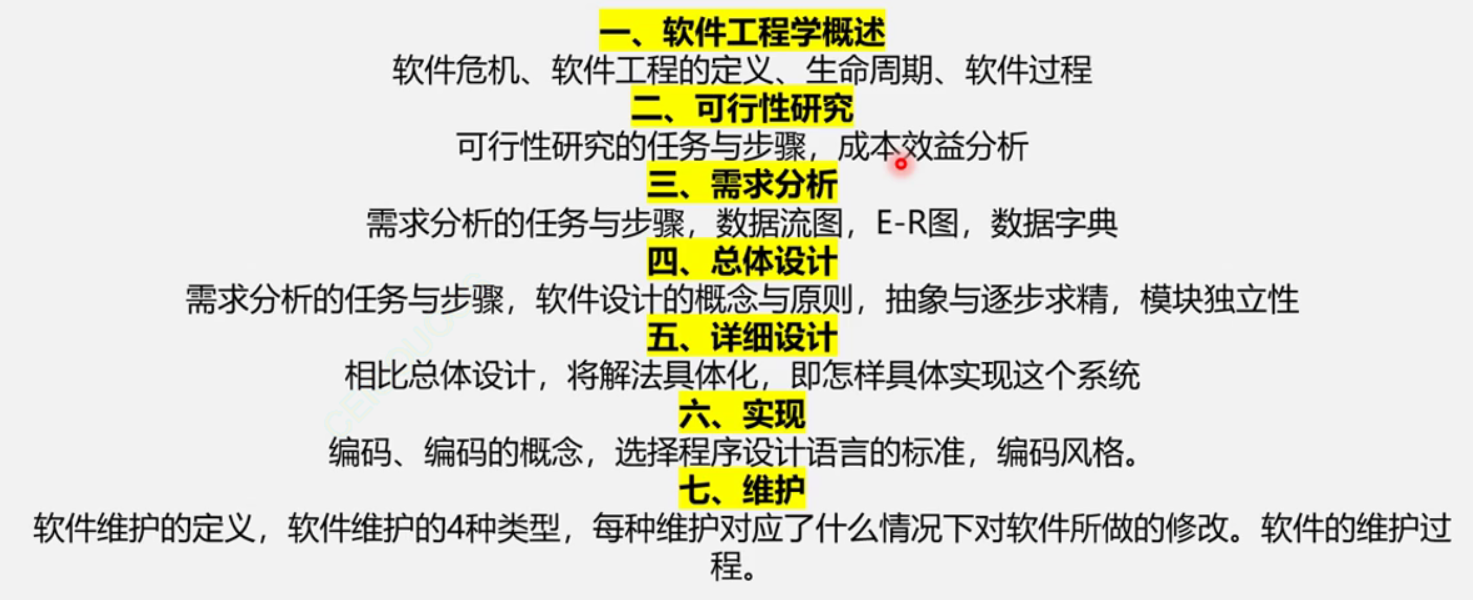 一、软件工程学概述
软件危机、软件工程的定义、生命周期、软件过程
二、可行性研究
可行性研究的任务与步骤，成本效益分析
三、需求分析
需求分析的任务与步骤，数据流图，E-R图，数据字典
四、总体设计
需求分析的任务与步骤，软件设计的概念与原则，抽象与逐步求精，模块独立性
五、详细设计
相比总体设计，将解法具体化，即怎样具体实现这个系统
六、实现
编码、编码的概念，选择程序设计语言的标准，编码风格。
七、维护
软件维护的定义，软件维护的4种类型，每种维护对应了什么情况下对软件所做的修改。软件的维护过
程。